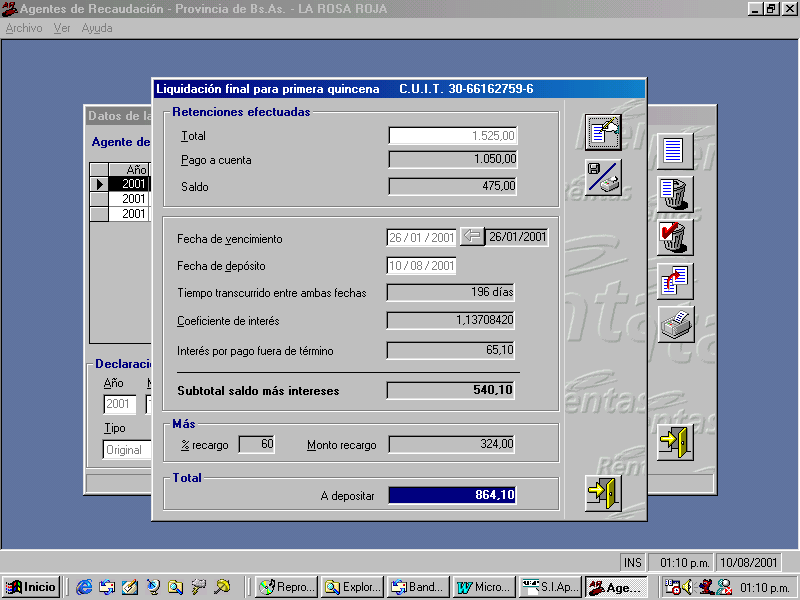 Agentes de Recaudación - Provincia de Bs.As. - LA ROSA ROJA
Archivo Ver Ayuda
Datos de la
Agente de
Año
2001
2001
2001
Declaració
Año
2001
Tipo
Original
Liquidación final para primera quincena C.U.I.T. 30-66162759-6
Retenciones efectuadas
Total 1.525,00
Pago a cuenta 1.050,00
Saldo 475,00
Fecha de vencimiento 26/01/2001 26/01/2001
Fecha de depósito 10/08/2001
Tiempo transcurrido entre ambas fechas 196 días
Coeficiente de interés 1,13708420
Interés por pago fuera de término 65,10
Subtotal saldo más intereses 540,10
Más
% recargo 60 Monto recargo 324,00
Total
A depositar 864,10
Rentas
INS 01:10 p.m. 10/08/2001
Inicio Repro... Explor... Band... Micro... S.I.Ap... Age... 01:10 p.m.